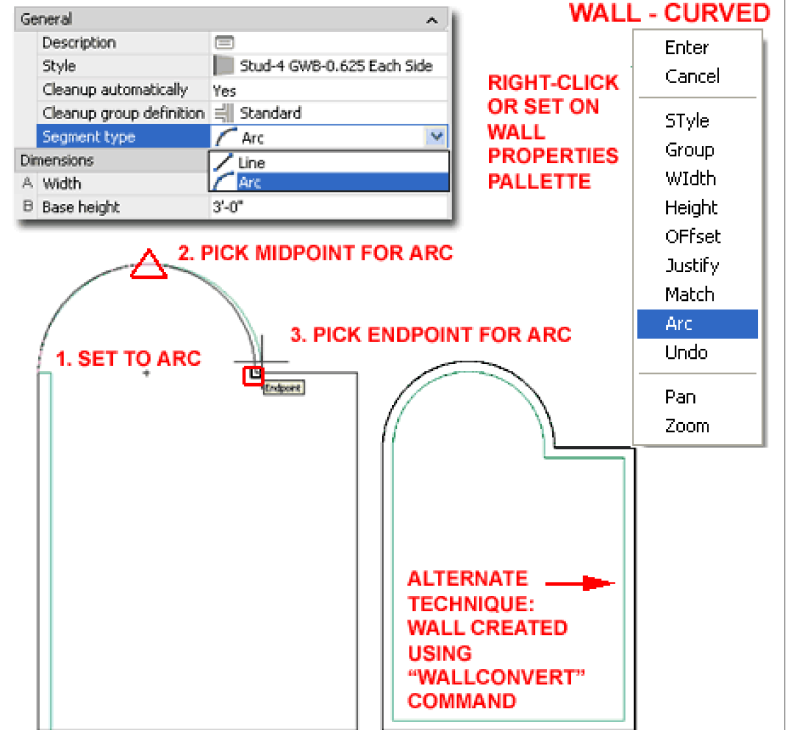 WALL - CURVED
General
Description
Style Stud-4 GWB-0.625 Each Side
Cleanup automatically Yes
Cleanup group definition Standard
Segment type Arc
Line
Arc
Dimensions
A Width
B Base height 3'-0"
RIGHT-CLICK
OR SET ON
WALL
PROPERTIES
PALLETTE
Enter
Cancel
STyle
Group
WIdth
Height
OFfset
Justify
Match
Arc
Undo
Pan
Zoom
2. PICK MIDPOINT FOR ARC
1. SET TO ARC
3. PICK ENDPOINT FOR ARC
Endpoint
ALTERNATE
TECHNIQUE:
WALL CREATED
USING
“WALLCONVERT”
COMMAND